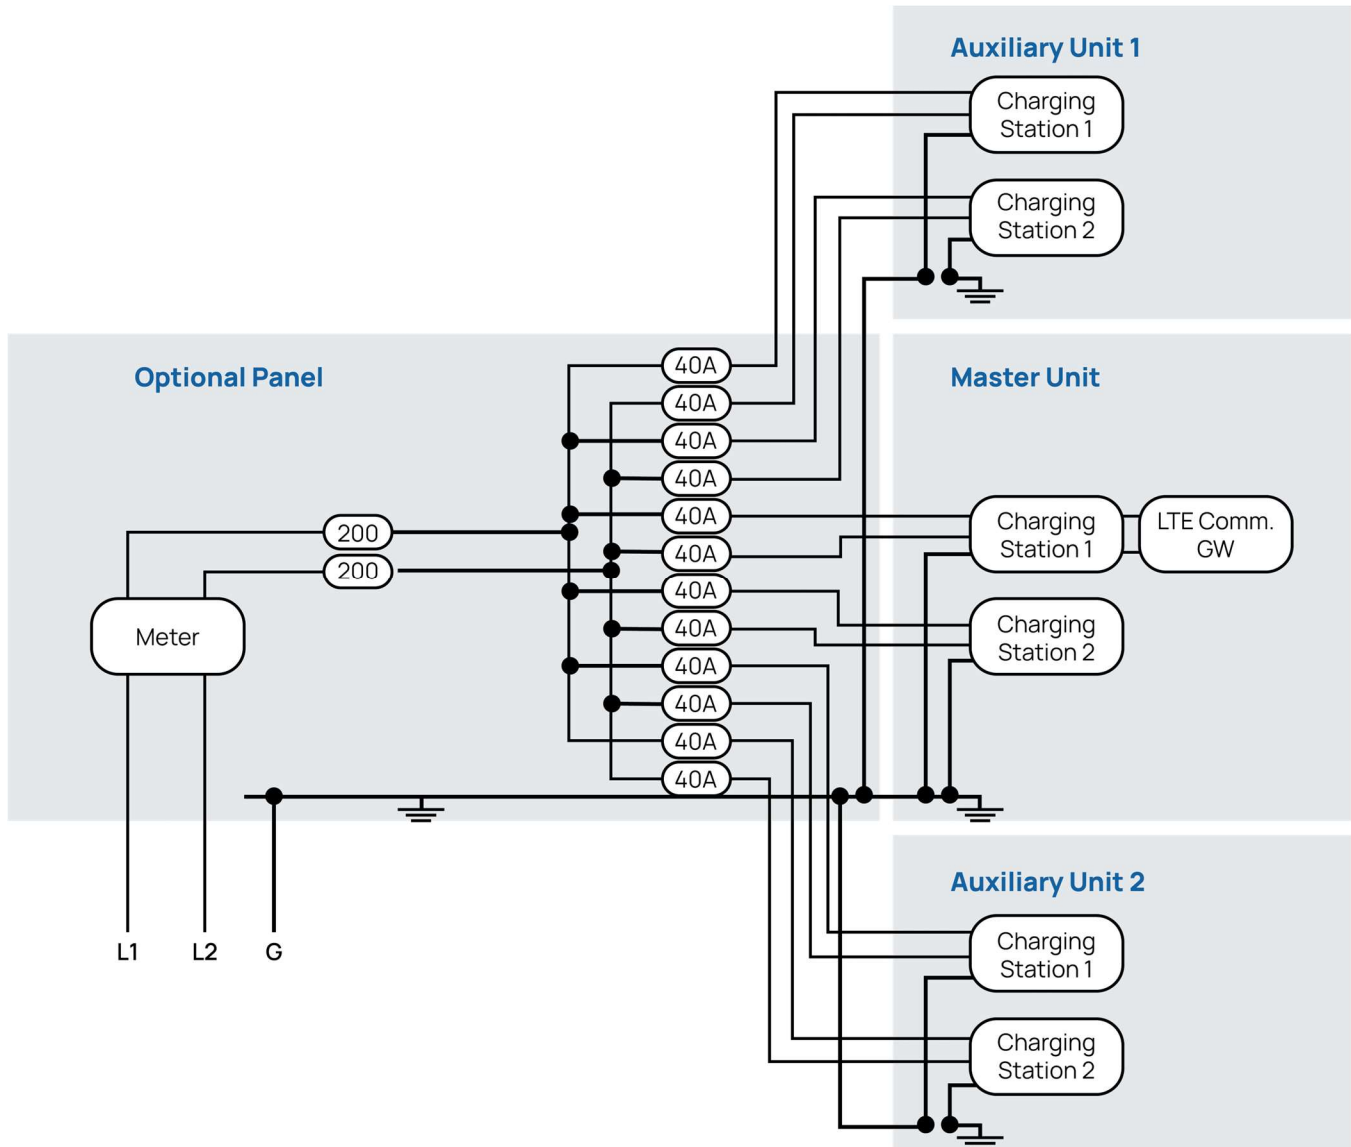 Auxiliary Unit 1
Charging
Station 1
Charging
Station 2
Optional Panel
40A
40A
40A
40A
40A
40A
40A
40A
40A
40A
40A
40A
200
200
Meter
L1
L2
G
Master Unit
Charging
Station 1
LTE Comm.
GW
Charging
Station 2
Auxiliary Unit 2
Charging
Station 1
Charging
Station 2